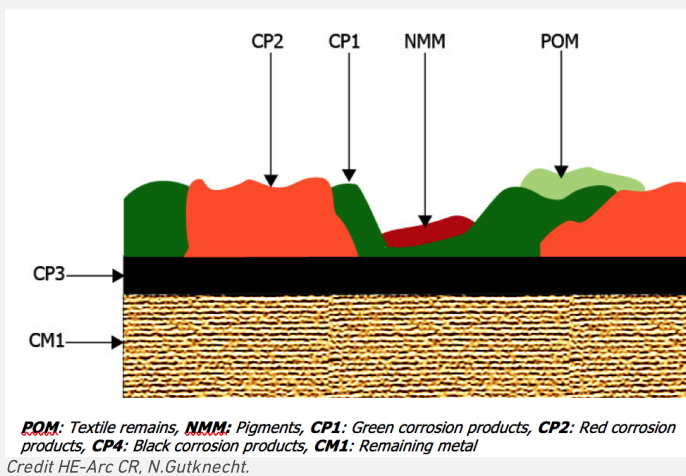 CP2 CP1 NMM POM
CP3
CM1
POM: Textile remains, NMM: Pigments, CP1: Green corrosion products, CP2: Red corrosion
products, CP4: Black corrosion products, CM1: Remaining metal
Credit HE-Arc CR, N.Gutknecht.